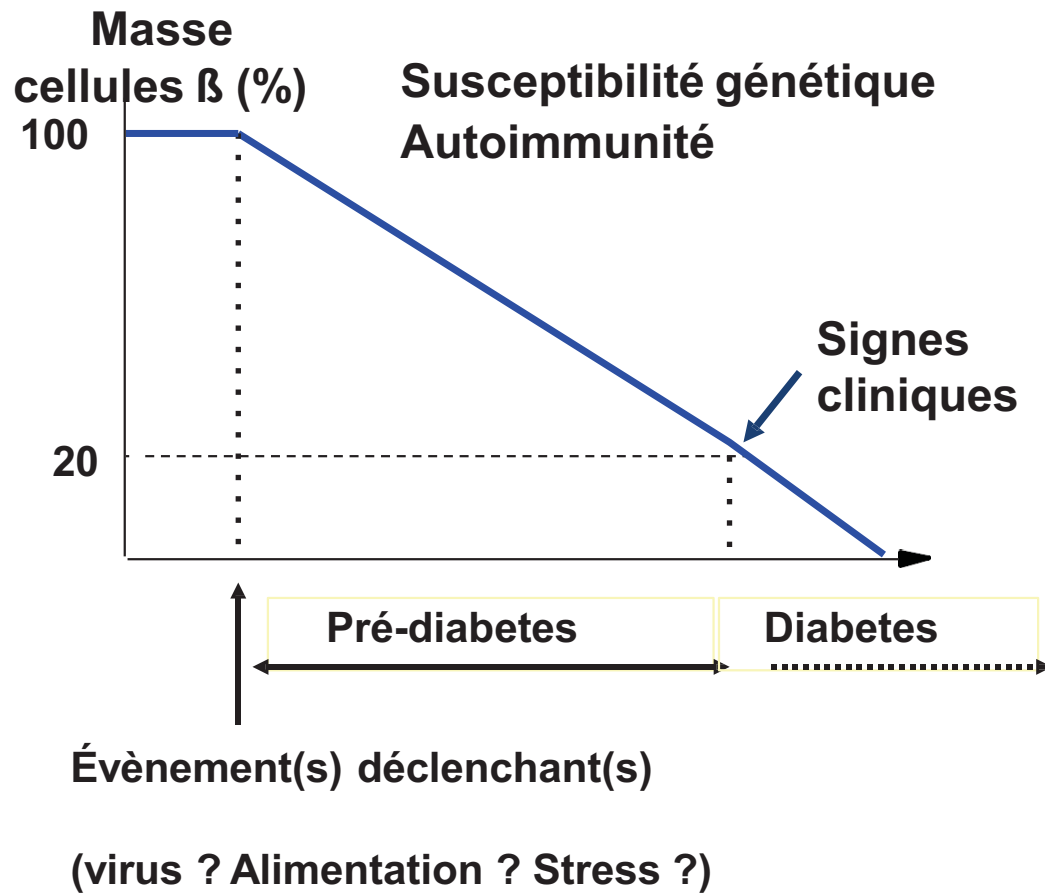 Masse
cellules ß (%)
Susceptibilité génétique
Autoimmunité
100
Signes
cliniques
20
Pré-diabetes
Diabetes
Évènement(s) déclenchant(s)
(virus ? Alimentation ? Stress ?)